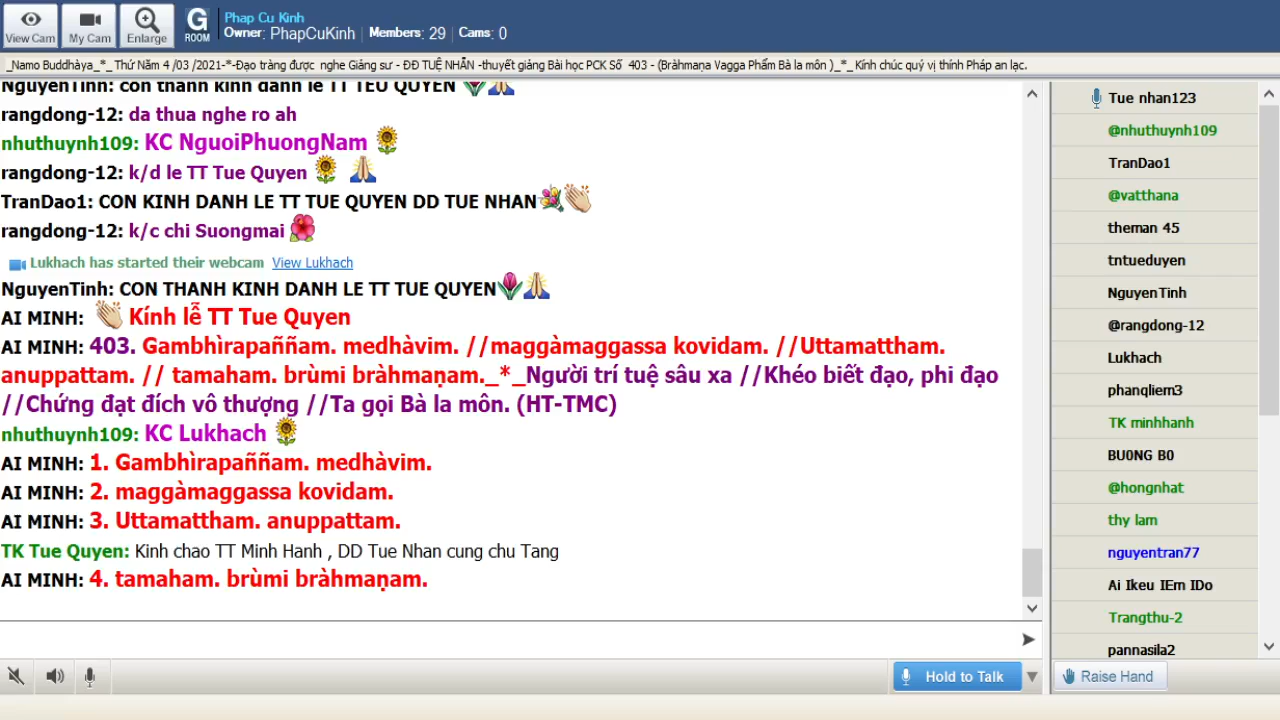 View Cam
My Cam
Enlarge
G
ROOM
Phap Cu Kinh
Owner: PhapCuKinh
Members: 29
Cams: 0
_Namo Buddhàya_*_ Thứ Năm 4 /03 /2021-*-Đạo tràng được nghe Giảng sư - ĐĐ TUỆ NHẪN -thuyết giảng Bài học PCK Số 403 - (Bràhmaṇa Vagga Phẩm Bà la môn )_*_Kính chúc quý vị thính Pháp an lạc.
NguyenTinh: con thanh kinh danh le TT TEU QUYEN
rangdong-12: da thua nghe ro ah
nhuthuynh109: KC NguoiPhuongNam
rangdong-12: k/d le TT Tue Quyen
TranDao1: CON KINH DANH LE TT TUE QUYEN DD TUE NHAN
rangdong-12: k/c chi Suongmai
Lukhach has started their webcam View Lukhach
NguyenTinh: CON THANH KINH DANH LE TT TUE QUYEN
AI MINH: Kính lễ TT Tue Quyen
AI MINH: 403. Gambhìrapaññam. medhàvim. //maggàmaggassa kovidam. //Uttamattham.
anuppattam. // tamaham. brùmi bràhmaṇam._*_Người trí tuệ sâu xa //Khéo biết đạo, phi đạo
//Chứng đạt đích vô thượng //Ta gọi Bà la môn. (HT-TMC)
nhuthuynh109: KC Lukhach
AI MINH: 1. Gambhìrapaññam. medhàvim.
AI MINH: 2. maggàmaggassa kovidam.
AI MINH: 3. Uttamattham. anuppattam.
TK Tue Quyen: Kinh chao TT Minh Hanh , DD Tue Nhan cung chu Tang
AI MINH: 4. tamaham. brùmi bràhmaṇam.
Hold to Talk
Tue nhan123
@nhuthuynh109
TranDao1
@vatthana
theman 45
tntueduyen
NguyenTinh
@rangdong-12
Lukhach
phanqliem3
TK minhhanh
BU0NG B0
@hongnhat
thy lam
nguyentran77
Ai Ikeu IEm IDo
Trangthu-2
pannasila2
Raise Hand